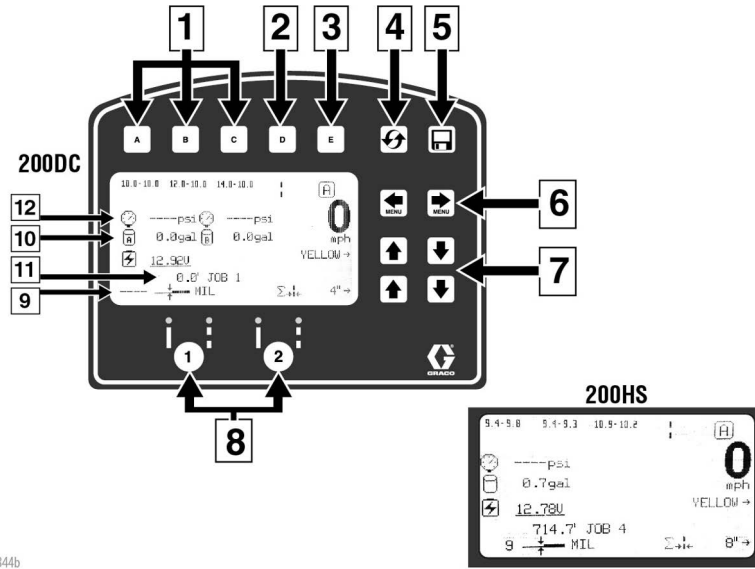 1 2 3 4 5
A B C D E
200DC
10.0-10.0 12.0-10.0 14.0-10.0 A
12 ----psi ----psi 0
MENU MENU 6
10 A 0.0gal B 0.0gal mph
YELLOW→
12.92V
11 0.0' JOB 1 7
9 ---- MIL Σ 4"→
1 2
GRACO
8
200HS
9.4-9.8 9.4-9.3 10.9-10.2 A
----psi 0
0.7gal mph
YELLOW→
12.78V
714.7' JOB 4
9 MIL Σ 8"→
344b